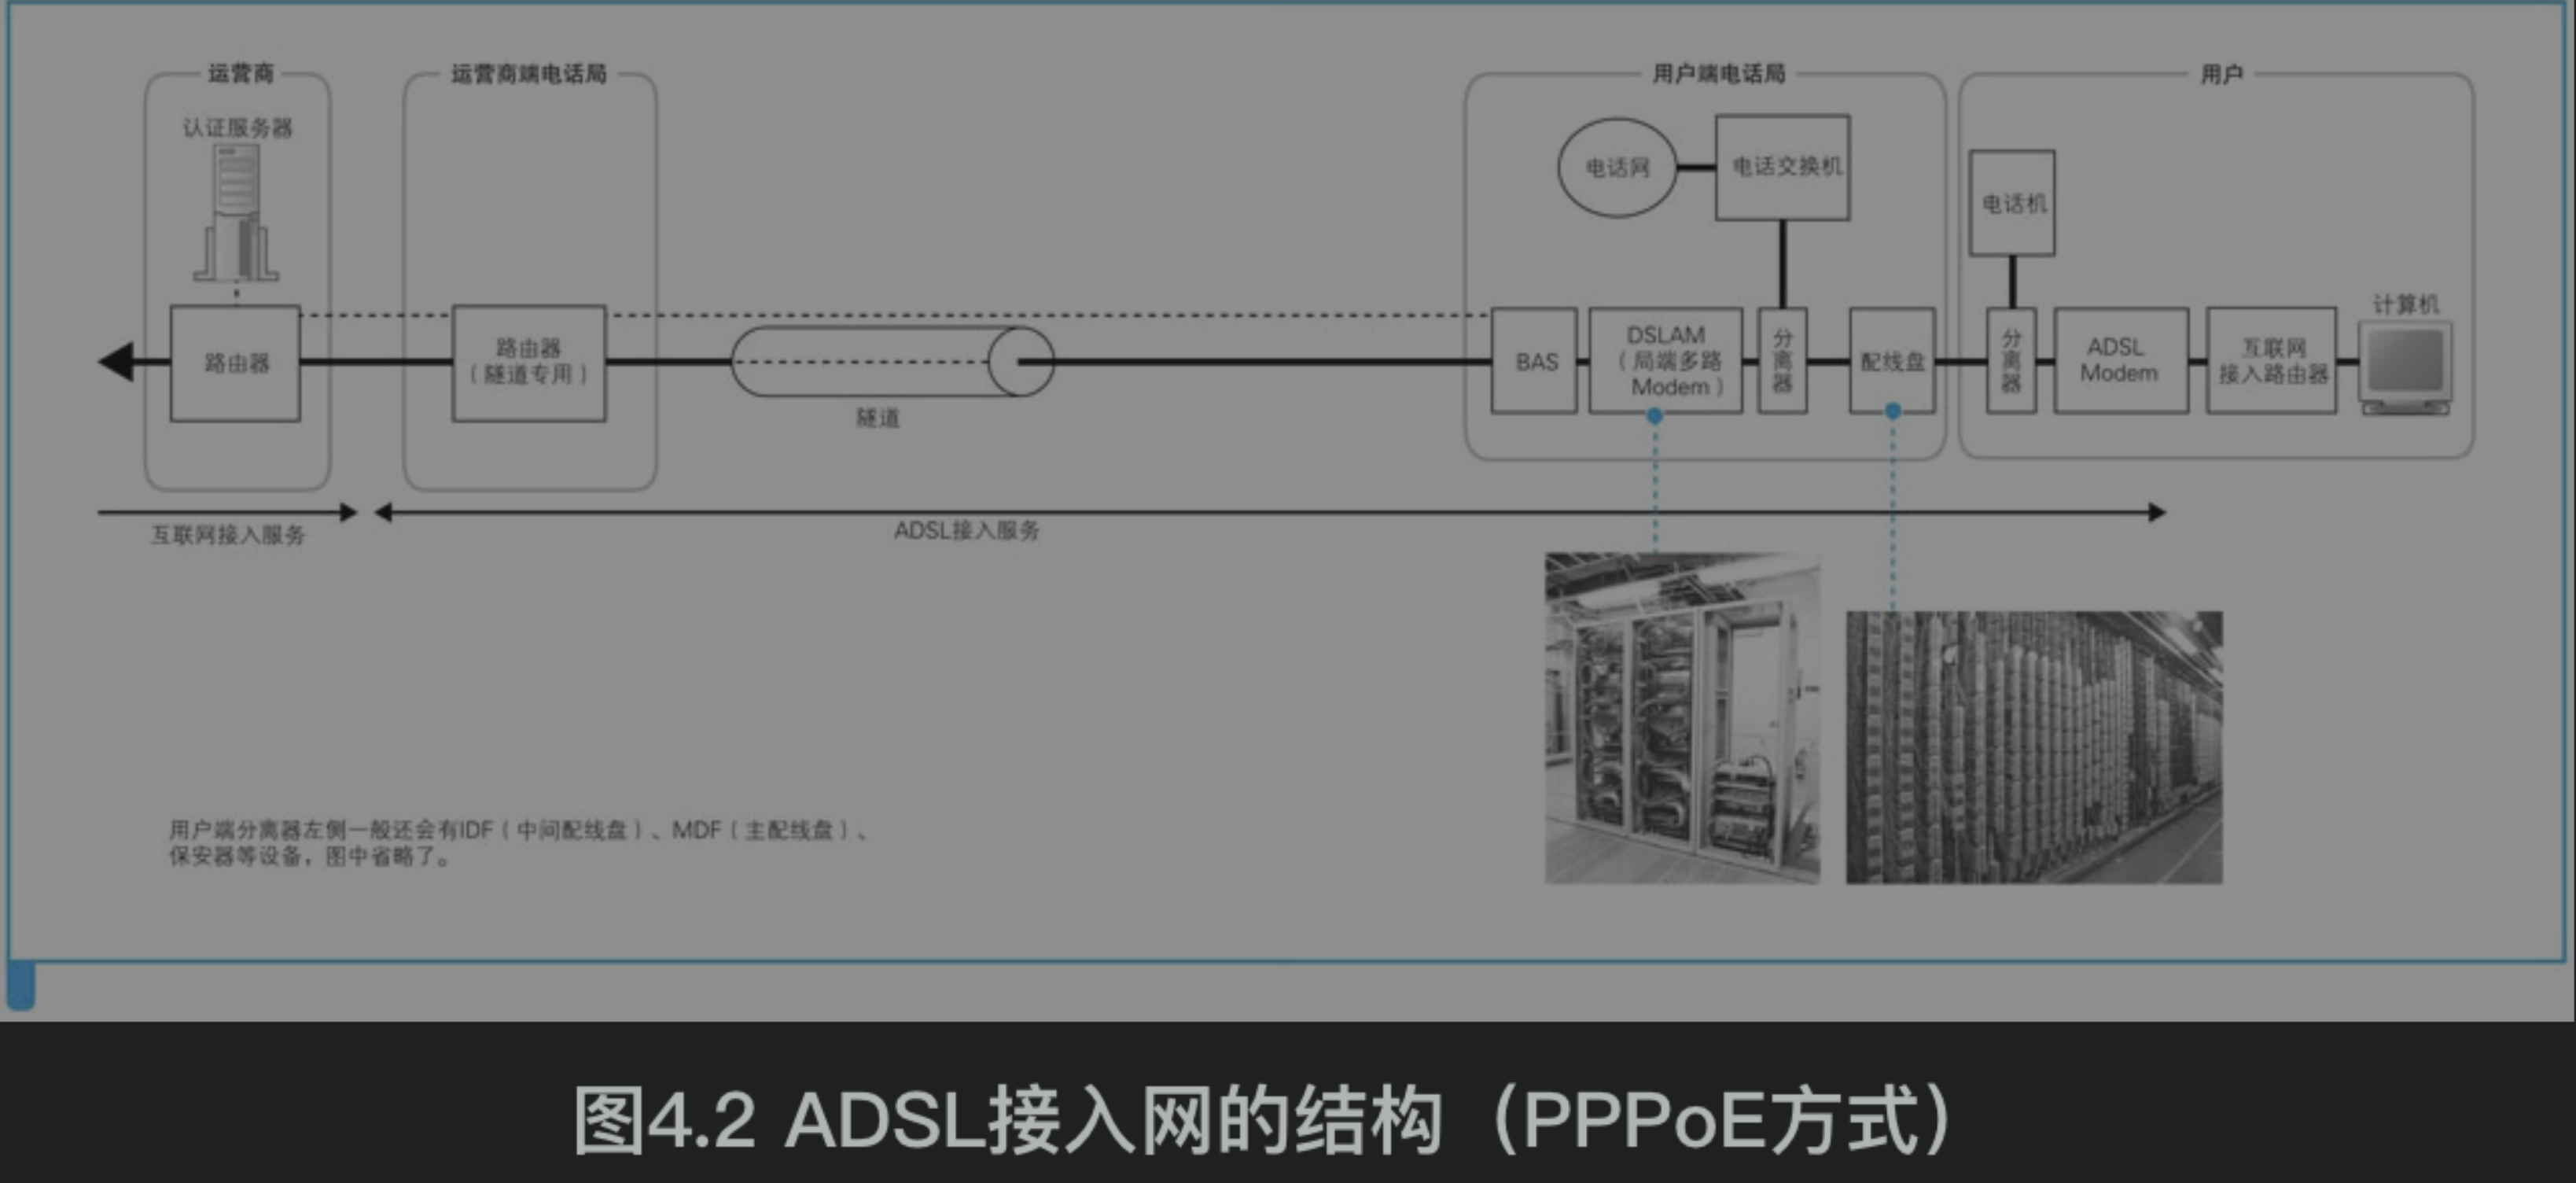 运营商
运营商端电话局
用户端电话局
用户
认证服务器
电话网
电话交换机
电话机
计算机
路由器
路由器
（隧道专用）
隧道
BAS
DSLAM
（局端多路
Modem）
分离器
配线盘
分离器
ADSL
Modem
互联网
接入路由器
互联网接入服务
ADSL接入服务
用户端分离器左侧一般还会有IDF（中间配线盘）、MDF（主配线盘）、
保安器等设备，图中省略了。
图4.2 ADSL接入网的结构（PPPoE方式）